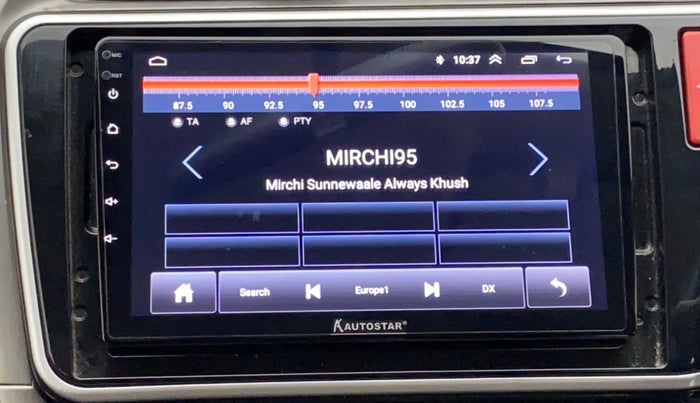 MIC
10:37
RST
87.5 90 92.5 95 97.5 100 102.5 105 107.5
TA AF PTY
MIRCHI95
Mirchi Sunnewaale Always Khush
Search Europe1 DX
KAUTOSTAR®